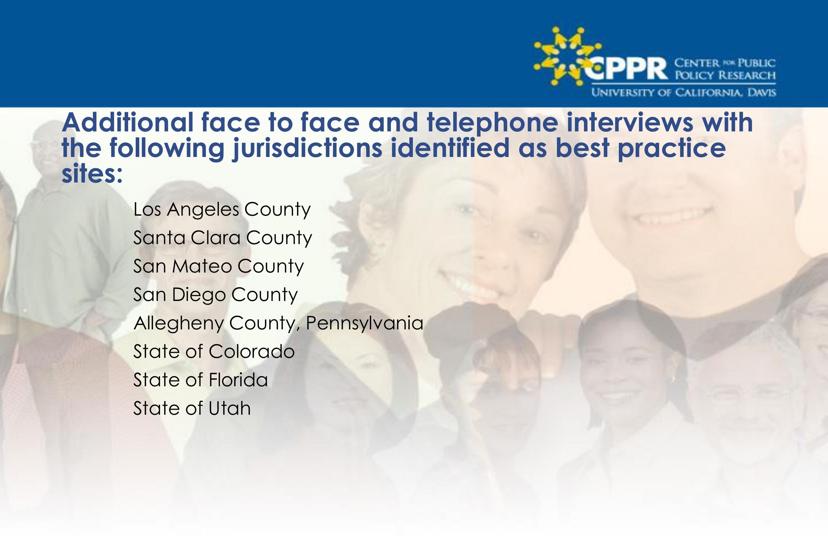 CPPR
CENTER FOR PUBLIC
POLICY RESEARCH
UNIVERSITY OF CALIFORNIA, DAVIS
Additional face to face and telephone interviews with
the following jurisdictions identified as best practice
sites:
Los Angeles County
Santa Clara County
San Mateo County
San Diego County
Allegheny County, Pennsylvania
State of Colorado
State of Florida
State of Utah